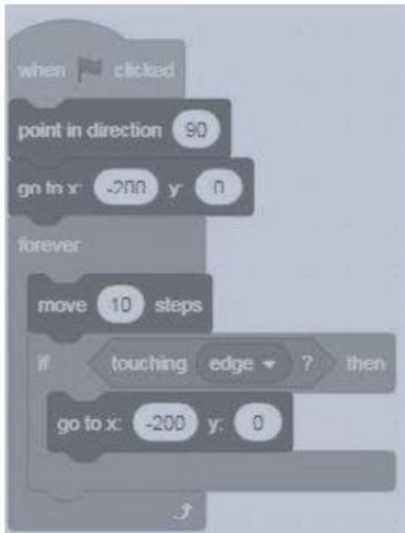 when clicked
point in direction 90
go to x: -200 y: 0
forever
move 10 steps
if touching edge ? then
go to x: -200 y: 0